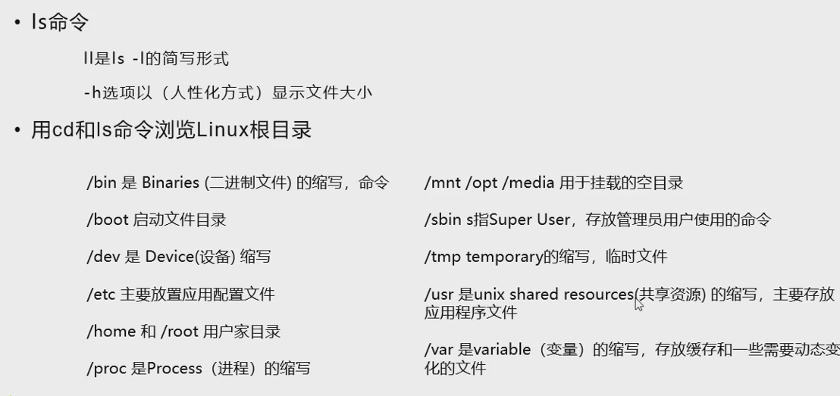 • ls命令
ll是ls -l的简写形式
-h选项以（人性化方式）显示文件大小
• 用cd和ls命令浏览Linux根目录
/bin 是 Binaries (二进制文件) 的缩写，命令
/boot 启动文件目录
/dev 是 Device(设备) 缩写
/etc 主要放置应用配置文件
/home 和 /root 用户家目录
/proc 是Process（进程）的缩写
/mnt /opt /media 用于挂载的空目录
/sbin s指Super User，存放管理员用户使用的命令
/tmp temporary的缩写，临时文件
/usr 是unix shared resources(共享资源) 的缩写，主要存放
应用程序文件
/var 是variable（变量）的缩写，存放缓存和一些需要动态变
化的文件